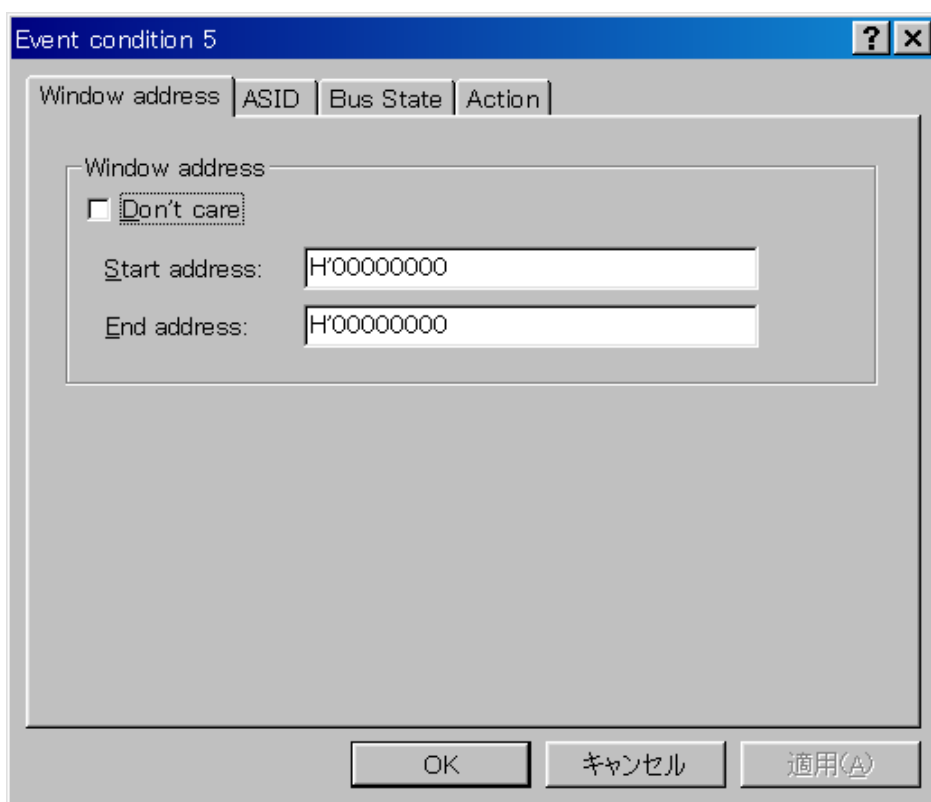 Event condition 5
Window address ASID Bus State Action
Window address
Don't care
Start address: H'00000000
End address: H'00000000
OK キャンセル 適用(A)